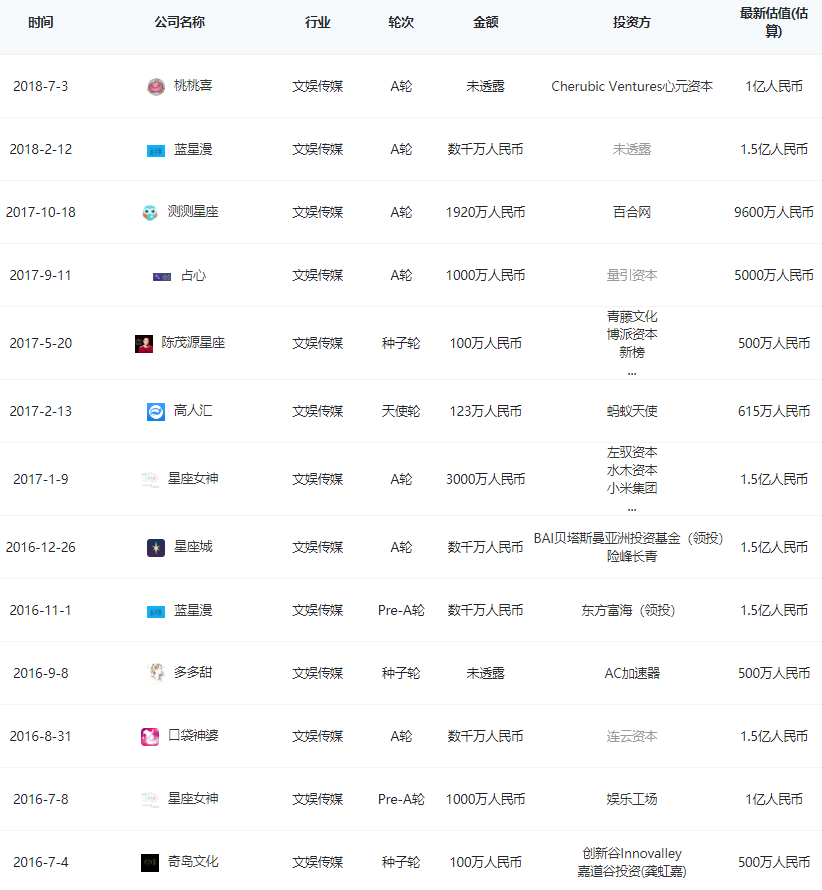 时间 公司名称 行业 轮次 金额 投资方 最新估值(估
算)
2018-7-3 桃桃喜 文娱传媒 A轮 未透露 Cherubic Ventures心元资本 1亿人民币
2018-2-12 蓝星漫 文娱传媒 A轮 数千万人民币 未透露 1.5亿人民币
2017-10-18 测测星座 文娱传媒 A轮 1920万人民币 百合网 9600万人民币
2017-9-11 占心 文娱传媒 A轮 1000万人民币 量引资本 5000万人民币
2017-5-20 陈茂源星座 文娱传媒 种子轮 100万人民币 青藤文化
博派资本
新榜
...
500万人民币
2017-2-13 高人汇 文娱传媒 天使轮 123万人民币 蚂蚁天使 615万人民币
2017-1-9 星座女神 文娱传媒 A轮 3000万人民币 左驭资本
水木资本
小米集团
...
1.5亿人民币
2016-12-26 星座城 文娱传媒 A轮 数千万人民币 BAI贝塔斯曼亚洲投资基金（领投）
险峰长青
1.5亿人民币
2016-11-1 蓝星漫 文娱传媒 Pre-A轮 数千万人民币 东方富海（领投） 1.5亿人民币
2016-9-8 多多甜 文娱传媒 种子轮 未透露 AC加速器 500万人民币
2016-8-31 口袋神婆 文娱传媒 A轮 数千万人民币 连云资本 1.5亿人民币
2016-7-8 星座女神 文娱传媒 Pre-A轮 1000万人民币 娱乐工场 1亿人民币
2016-7-4 奇岛文化 文娱传媒 种子轮 100万人民币 创新谷Innovalley
嘉道谷投资(龚虹嘉)
500万人民币